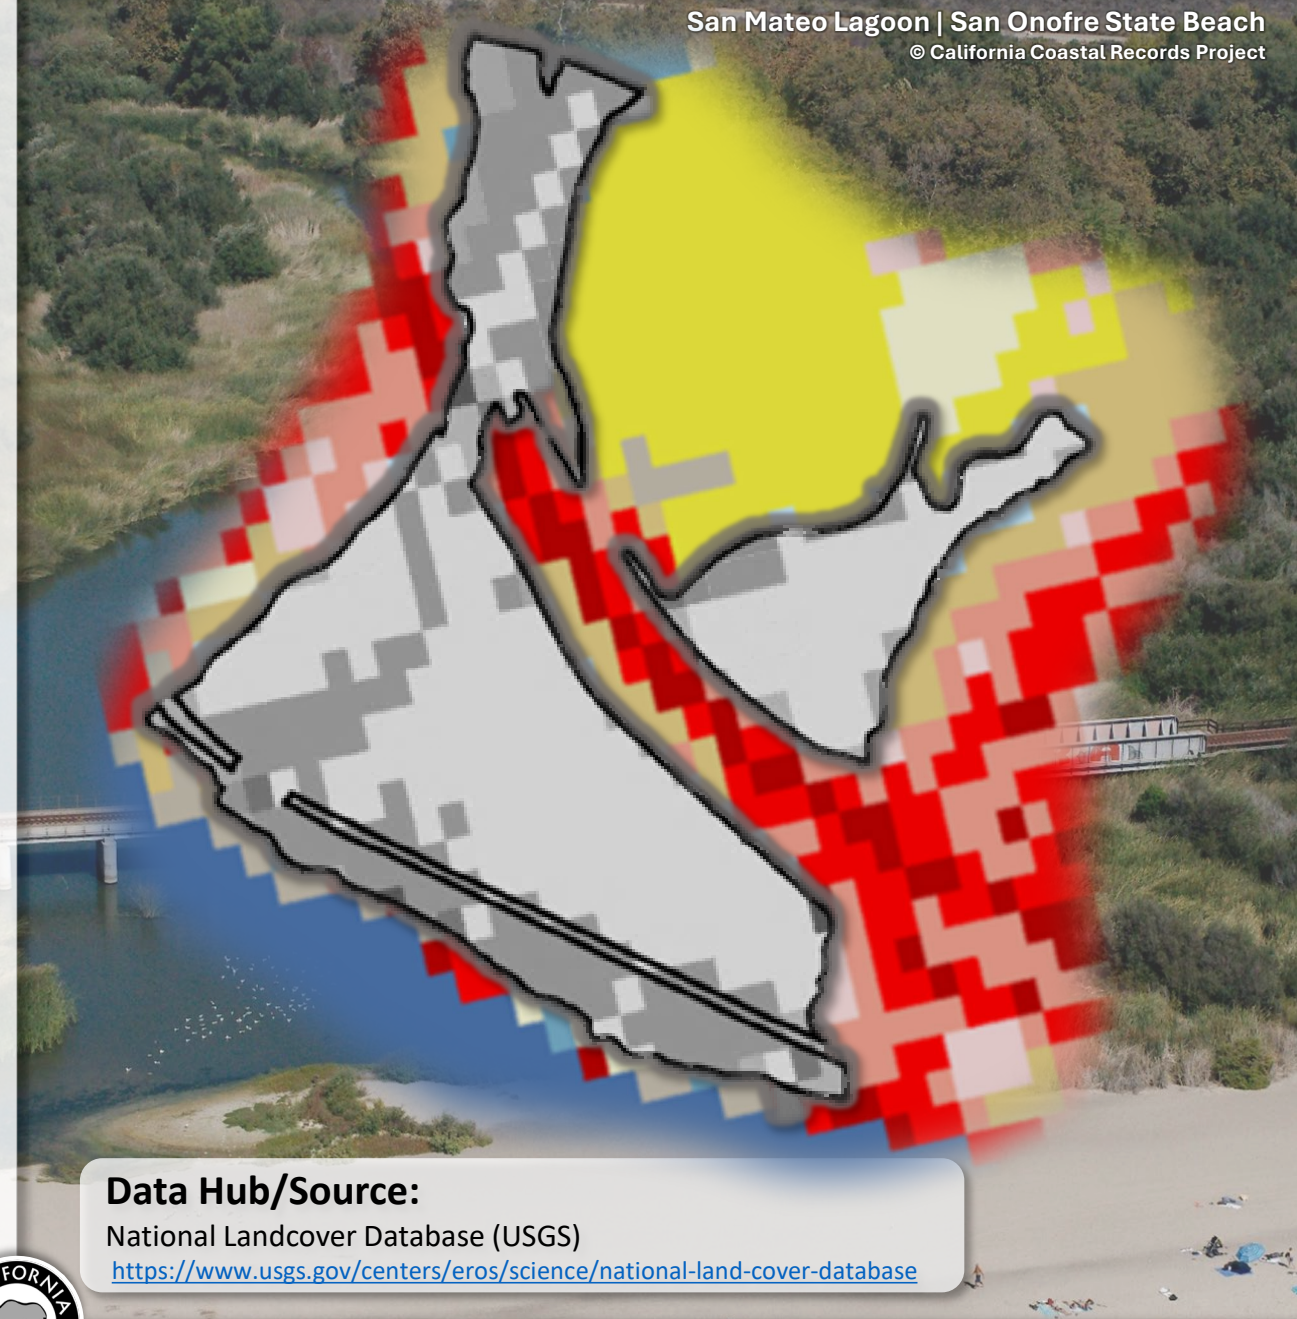 San Mateo Lagoon | San Onofre State Beach
© California Coastal Records Project
Data Hub/Source:
National Landcover Database (USGS)
https://www.usgs.gov/centers/eros/science/national-land-cover-database